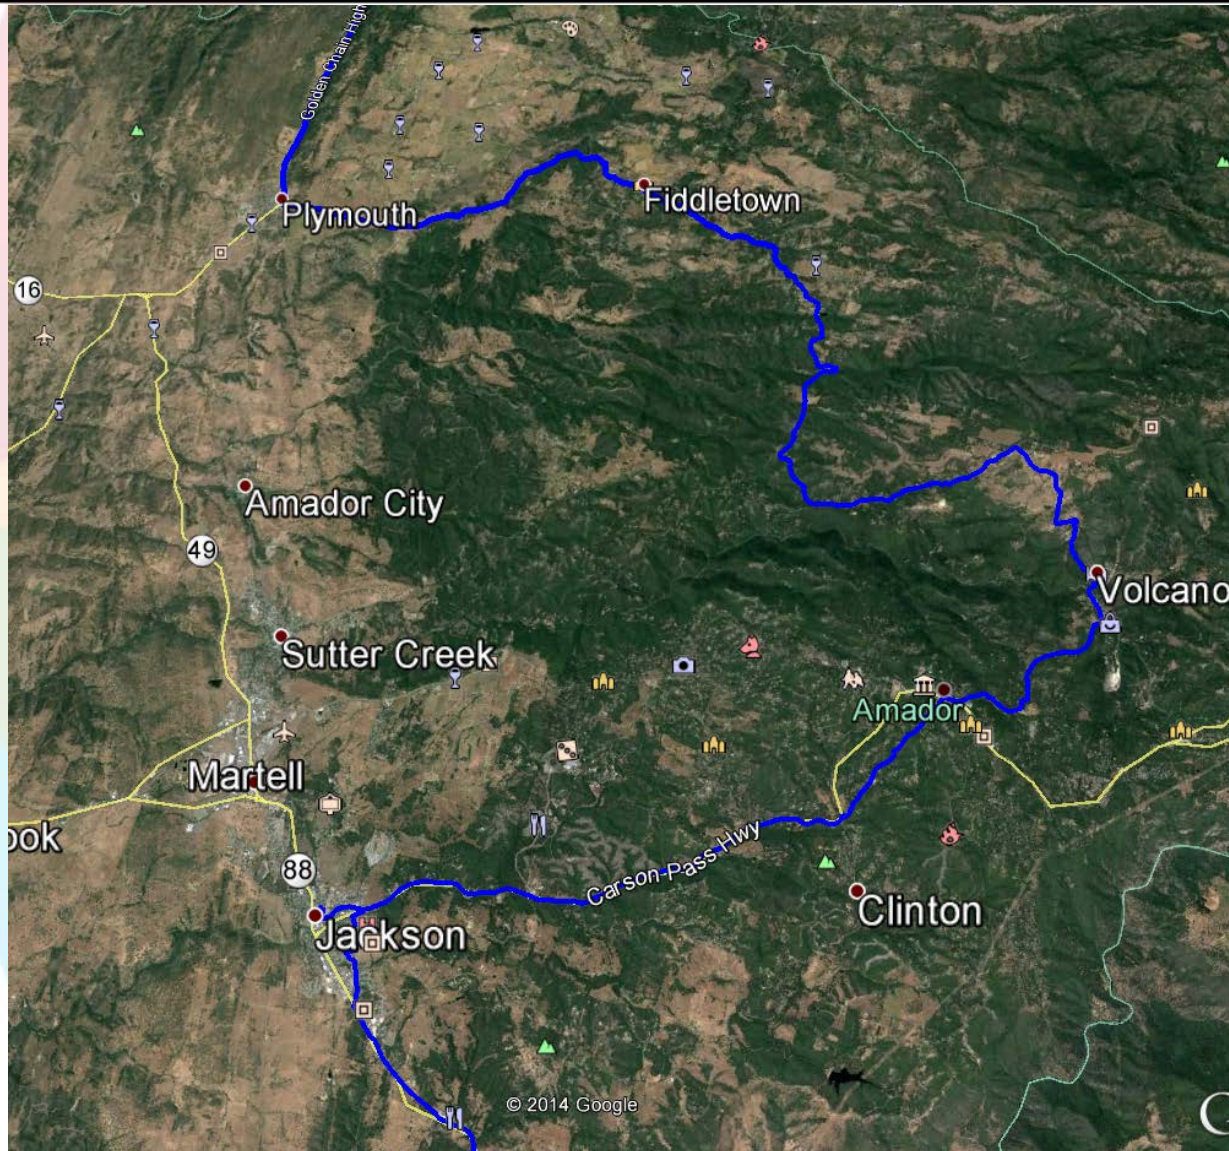 Golden Chain High
Plymouth
Fiddletown
16
Amador City
49
Volcano
Sutter Creek
Amador
Martell
ook
Carson Pass Hwy
88
Clinton
Jackson
© 2014 Google
C